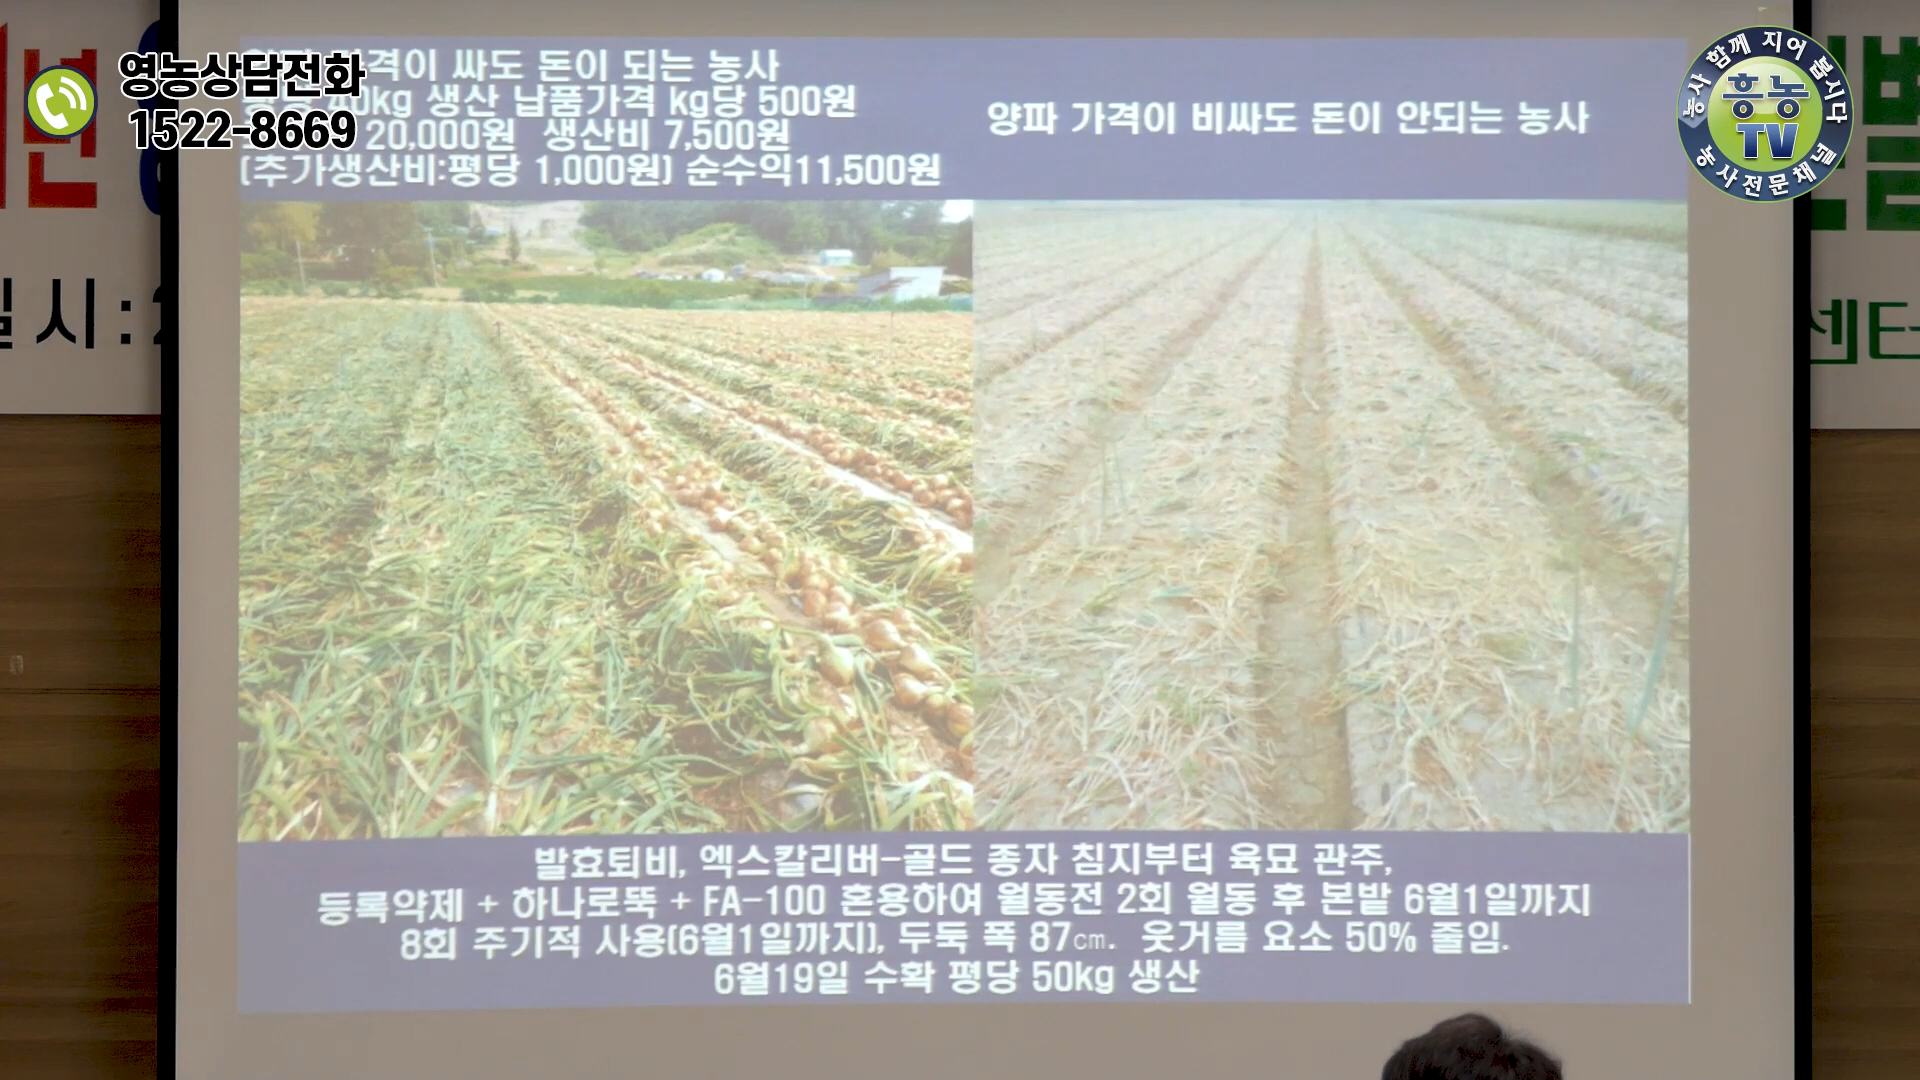 영농상담전화
1522-8669
가격이 싸도 돈이 되는 농사
40kg 생산 납품가격 kg당 500원
20,000원 생산비 7,500원
(추가생산비:평당 1,000원) 순수익11,500원
양파 가격이 비싸도 돈이 안되는 농사
농사 함께 지어 봅시다
흥농
TV
농사전문채널
년
일시:
센터
발효퇴비, 엑스칼리버-골드 종자 침지부터 육묘 관주,
등록약제 + 하나로뚝 + FA-100 혼용하여 월동전 2회 월동 후 본밭 6월1일까지
8회 주기적 사용(6월1일까지), 두둑 폭 87㎝. 웃거름 요소 50% 줄임.
6월19일 수확 평당 50kg 생산